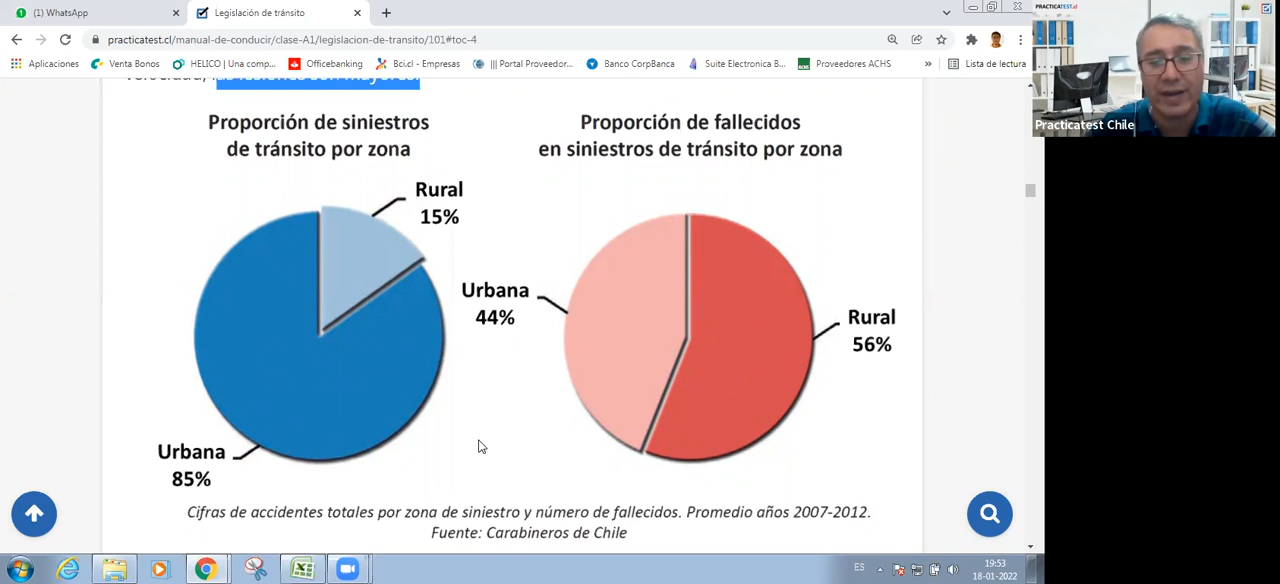 (1) WhatsApp
Legislación de tránsito
practicatest.cl/manual-de-conducir/clase-A1/legislacion-de-transito/101#toc-4
Aplicaciones
Venta Bonos
HELICO | Una comp...
Officebanking
Bci.cl - Empresas
||| Portal Proveedor...
Banco CorpBanca
Suite Electronica B...
Proveedores ACHS
»
Lista de lectura
PRACTICATEST.cl
Practicatest Chile
Proporción de siniestros
de tránsito por zona
Rural
15%
Urbana
85%
Proporción de fallecidos
en siniestros de tránsito por zona
Urbana
44%
Rural
56%
Cifras de accidentes totales por zona de siniestro y número de fallecidos. Promedio años 2007-2012.
Fuente: Carabineros de Chile
ES
19:53
18-01-2022